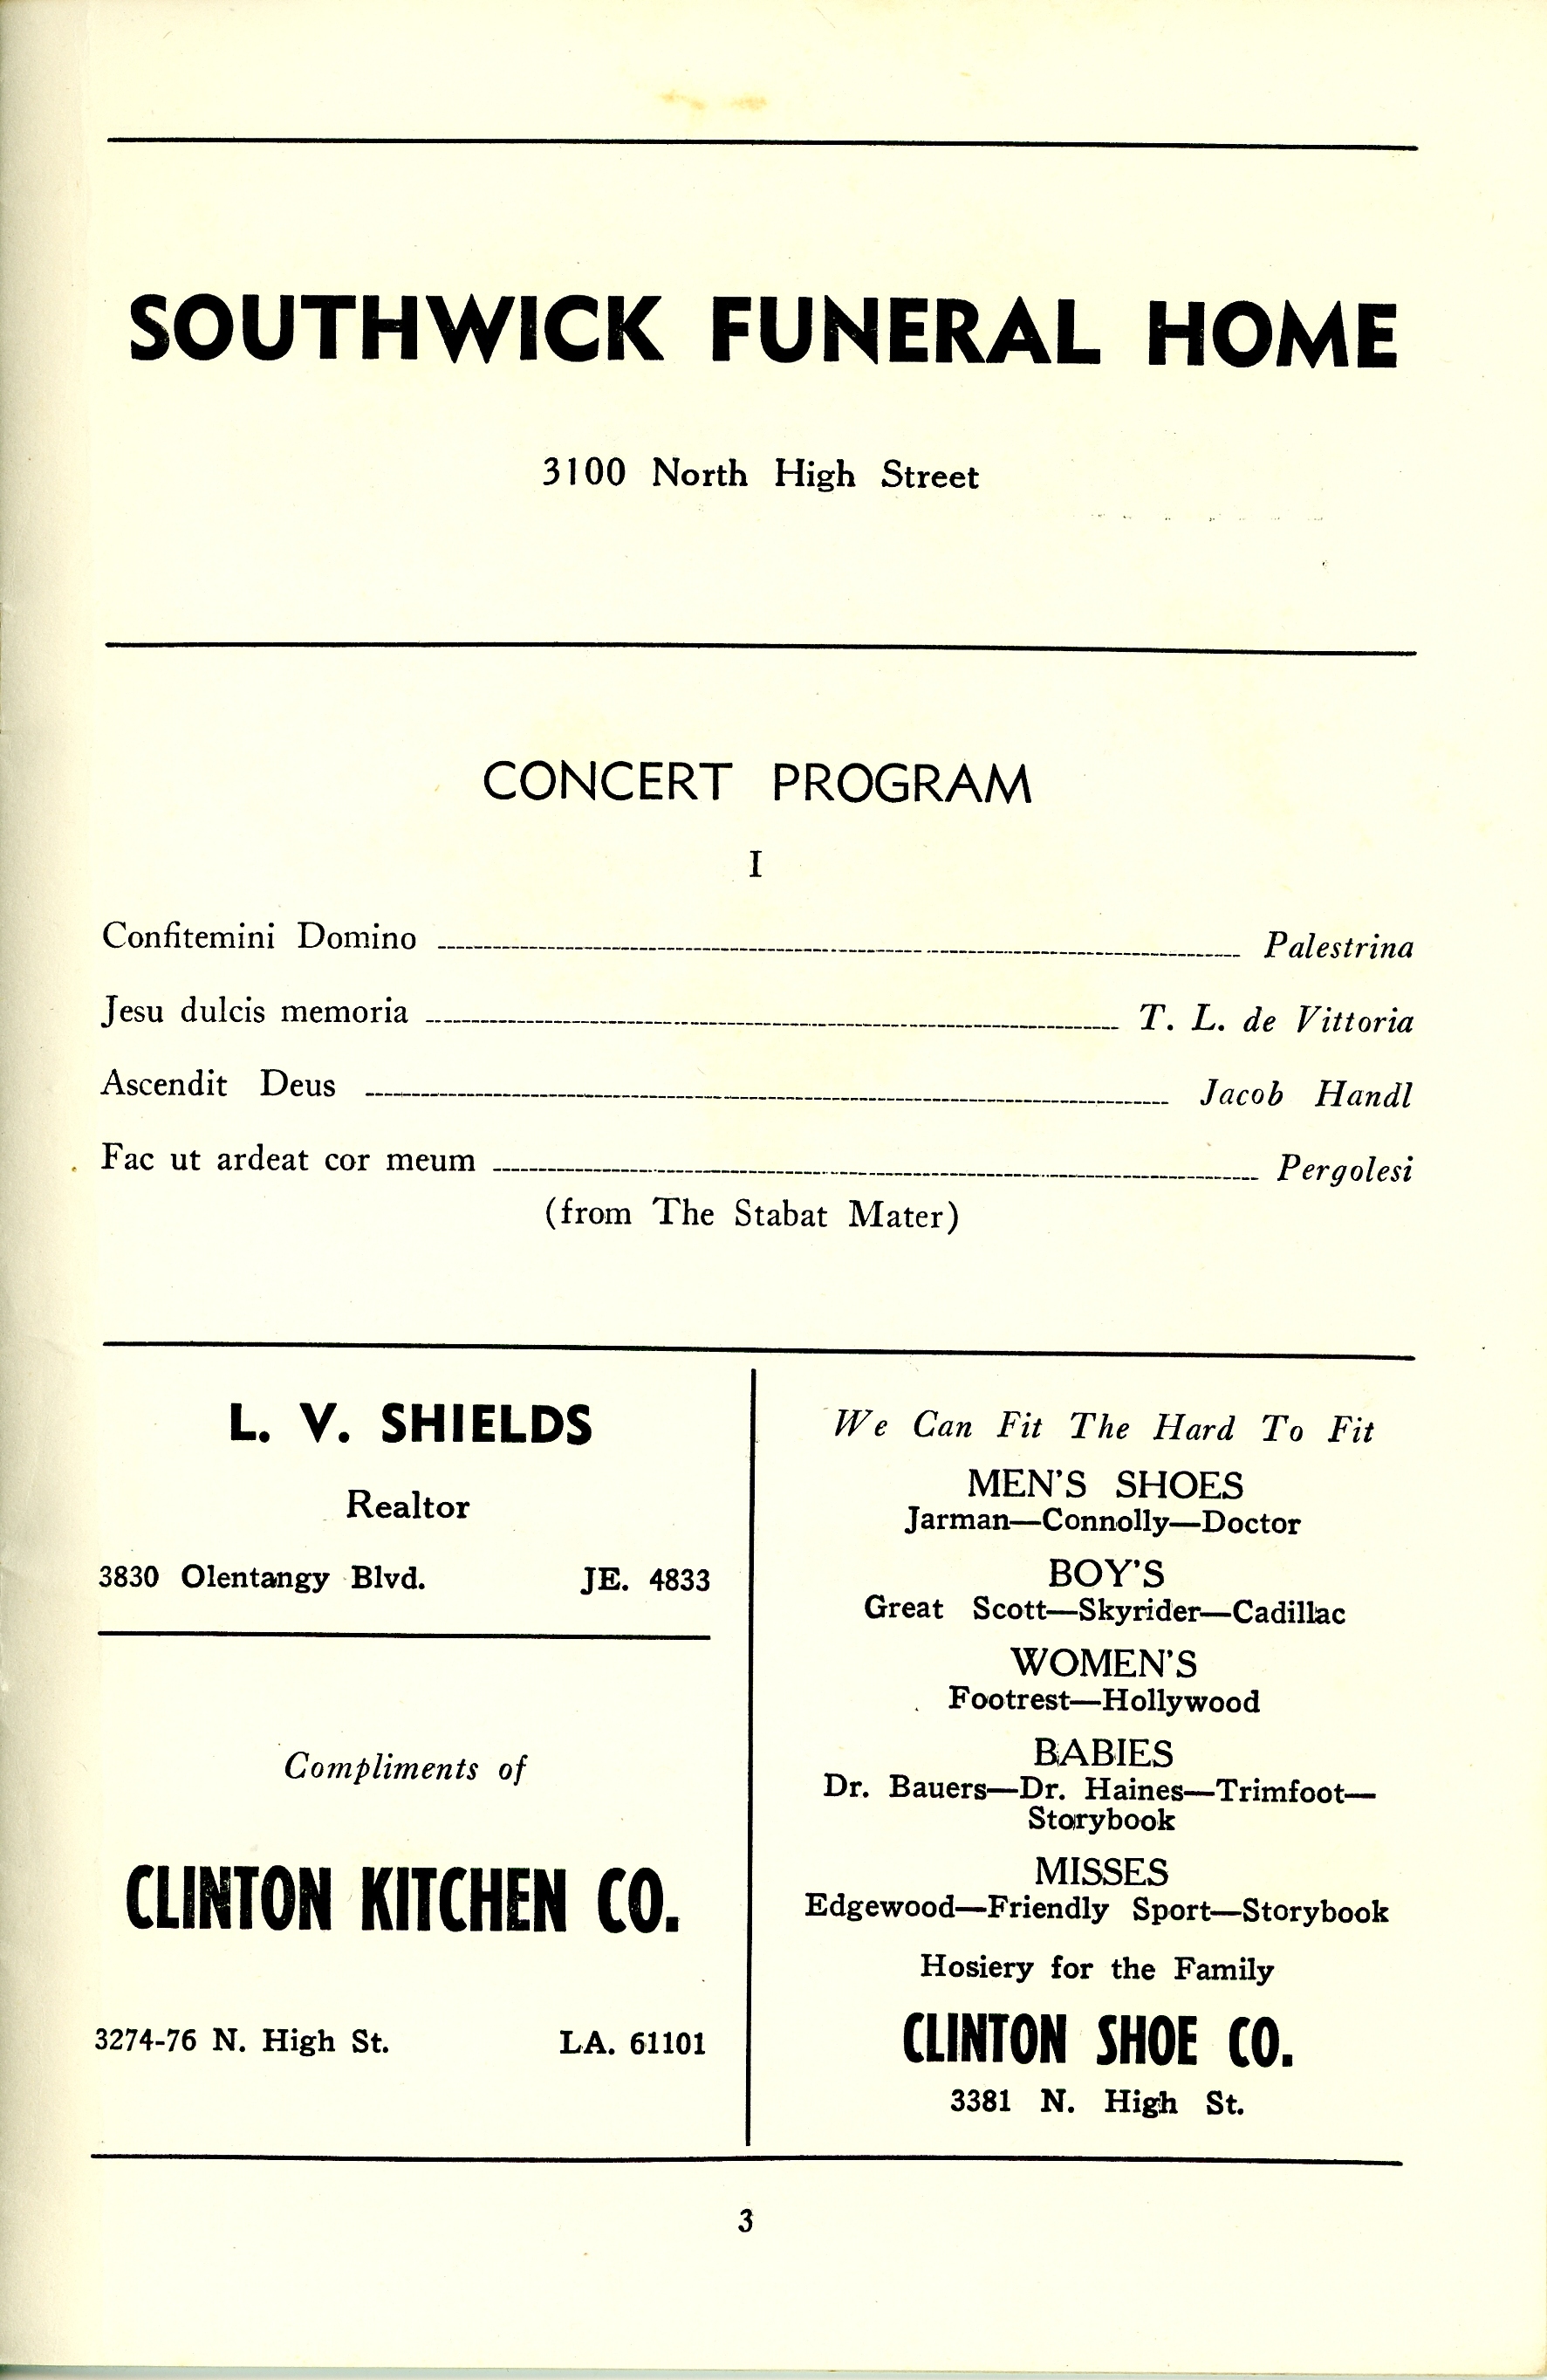 SOUTHWICK FUNERAL HOME
3100 North High Street
CONCERT PROGRAM
I
Confitemini Domino Palestrina
Jesu dulcis memoria T. L. de Vittoria
Ascendit Deus Jacob Handl
Fac ut ardeat cor meum Pergolesi
(from The Stabat Mater)
L. V. SHIELDS
Realtor
3830 Olentangy Blvd. JE. 4833
Compliments of
CLINTON KITCHEN CO.
3274-76 N. High St. LA. 61101
We Can Fit The Hard To Fit
MEN'S SHOES
Jarman—Connolly—Doctor
BOY'S
Great Scott—Skyrider—Cadillac
WOMEN'S
Footrest—Hollywood
BABIES
Dr. Bauers—Dr. Haines—Trimfoot—
Storybook
MISSES
Edgewood—Friendly Sport—Storybook
Hosiery for the Family
CLINTON SHOE CO.
3381 N. High St.
3